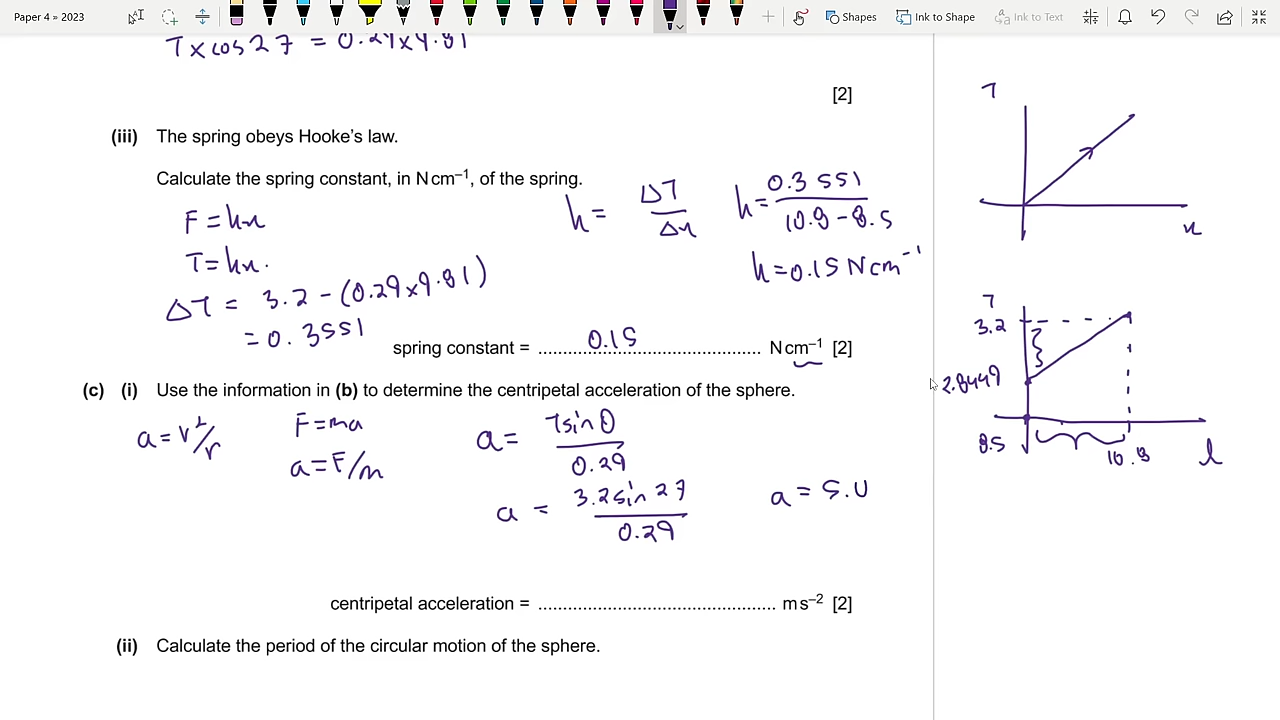 Paper 4 » 2023
Shapes
Ink to Shape
Ink to Text
T × cos 27 = 0.29 × 9.81
[2]
(iii) The spring obeys Hooke's law.
Calculate the spring constant, in N cm⁻¹, of the spring.
F = kx
T = kx.
ΔT = 3.2 - (0.29 × 9.81)
= 0.3551
k = ΔT / Δx
k = 0.3551 / 10.8 - 8.5
k = 0.15 N cm⁻¹
spring constant = 0.15 N cm⁻¹ [2]
(c) (i) Use the information in (b) to determine the centripetal acceleration of the sphere.
a = v²/r
F = ma
a = F/m
a = T sin θ / 0.29
a = 3.2 sin 27 / 0.29
a = 5.0
centripetal acceleration = ................................................ m s⁻² [2]
(ii) Calculate the period of the circular motion of the sphere.
T
x
T
3.2
2.8449
8.5
10.8
l